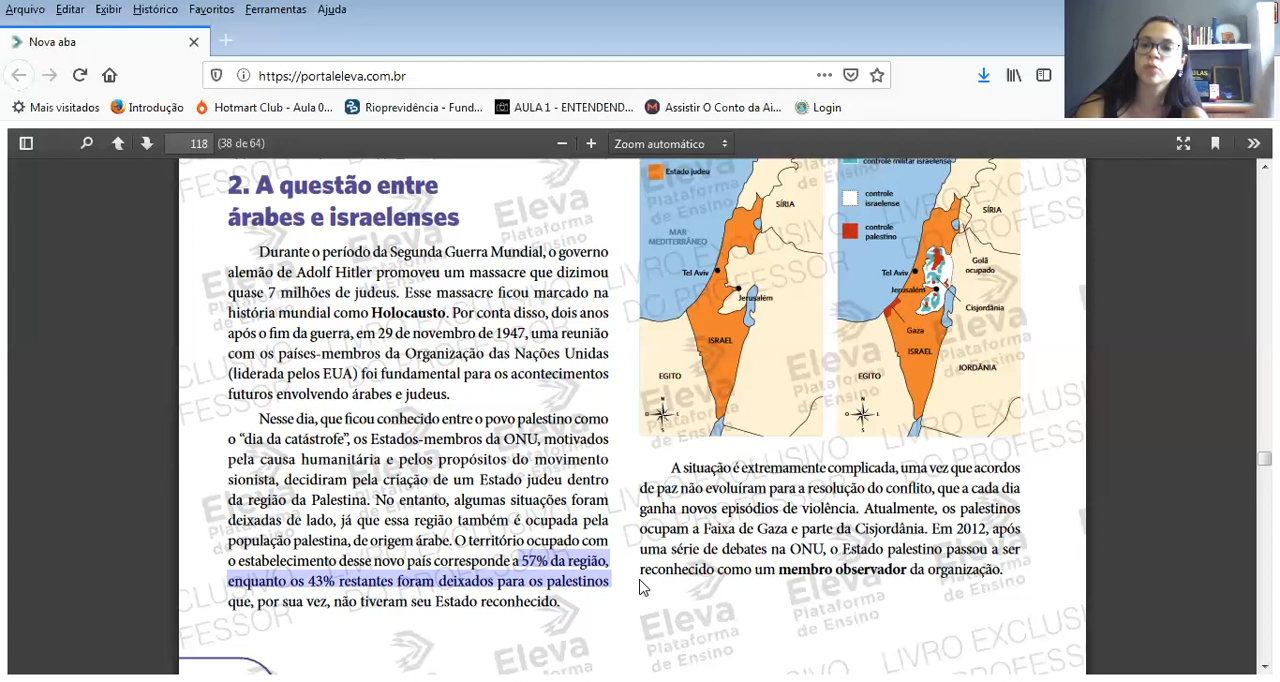 Arquivo Editar Exibir Histórico Favoritos Ferramentas Ajuda
Nova aba
https://portaleleva.com.br
Mais visitados Introdução Hotmart Club - Aula 0... Rioprevidência - Fund... AULA 1 - ENTENDEND... Assistir O Conto da Ai... Login
118 (38 de 64) Zoom automático
2. A questão entre
árabes e israelenses
Durante o período da Segunda Guerra Mundial, o governo
alemão de Adolf Hitler promoveu um massacre que dizimou
quase 7 milhões de judeus. Esse massacre ficou marcado na
história mundial como Holocausto. Por conta disso, dois anos
após o fim da guerra, em 29 de novembro de 1947, uma reunião
com os países-membros da Organização das Nações Unidas
(liderada pelos EUA) foi fundamental para os acontecimentos
futuros envolvendo árabes e judeus.
Nesse dia, que ficou conhecido entre o povo palestino como
o “dia da catástrofe”, os Estados-membros da ONU, motivados
pela causa humanitária e pelos propósitos do movimento
sionista, decidiram pela criação de um Estado judeu dentro
da região da Palestina. No entanto, algumas situações foram
deixadas de lado, já que essa região também é ocupada pela
população palestina, de origem árabe. O território ocupado com
o estabelecimento desse novo país corresponde a 57% da região,
enquanto os 43% restantes foram deixados para os palestinos
que, por sua vez, não tiveram seu Estado reconhecido.
Estado judeu
SÍRIA
MAR
MEDITERRÂNEO
Tel Aviv
Jerusalém
ISRAEL
EGITO
N
O L
S
controle militar israelense
controle
israelense
controle
palestino
SÍRIA
Golã
ocupado
Tel Aviv
Jerusalém
Cisjordânia
Gaza
ISRAEL
JORDÂNIA
EGITO
N
O L
S
A situação é extremamente complicada, uma vez que acordos
de paz não evoluíram para a resolução do conflito, que a cada dia
ganha novos episódios de violência. Atualmente, os palestinos
ocupam a Faixa de Gaza e parte da Cisjordânia. Em 2012, após
uma série de debates na ONU, o Estado palestino passou a ser
reconhecido como um membro observador da organização.
Eleva
Plataforma
de Ensino
LIVRO EXCLUSIVO
DO PROFESSOR